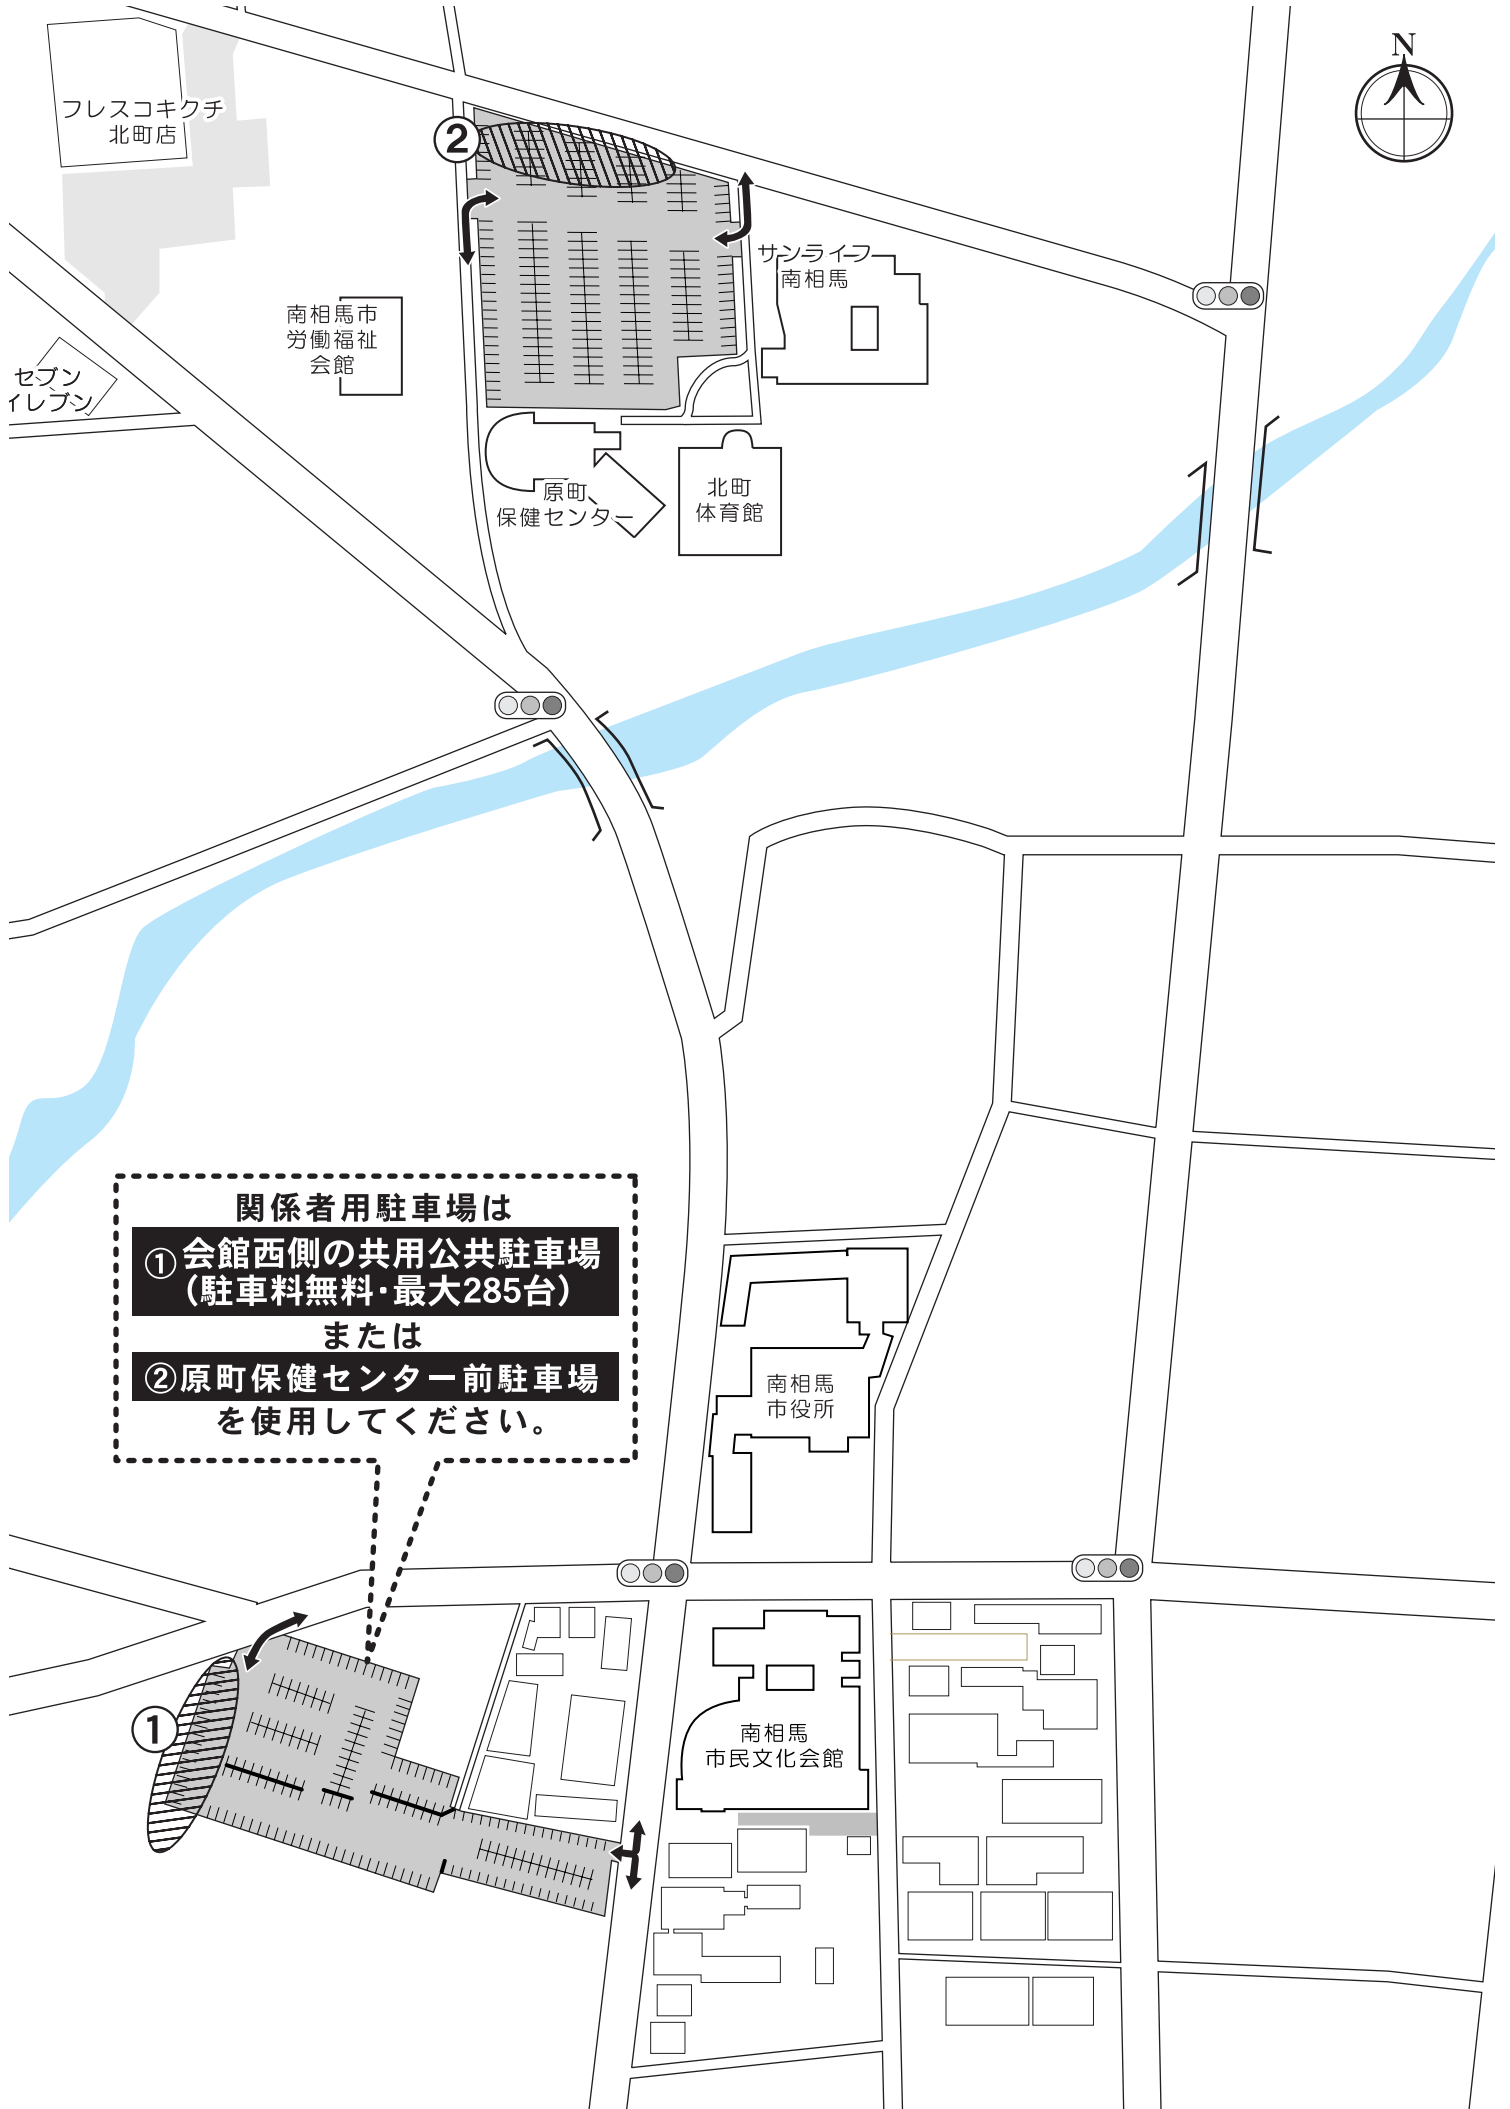 N
フレスコキクチ
北町店
②
サンライフ
南相馬
南相馬市
労働福祉
会館
セブン
イレブン
原町
保健センター
北町
体育館
関係者用駐車場は
①会館西側の共用公共駐車場
(駐車料無料・最大285台)
または
②原町保健センター前駐車場
を使用してください。
南相馬
市役所
①
南相馬
市民文化会館